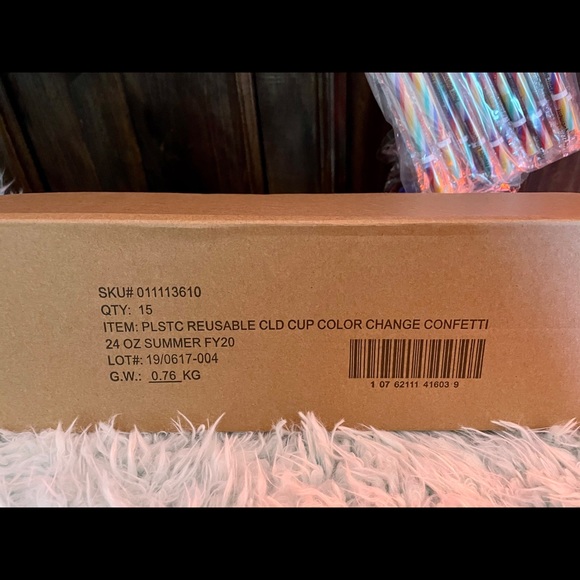 SKU# 011113610
QTY: 15
ITEM: PLSTC REUSABLE CLD CUP COLOR CHANGE CONFETTI
24 OZ SUMMER FY20
LOT#: 19/0617-004
G.W.: 0.76 KG
1 07 62111 41603 9